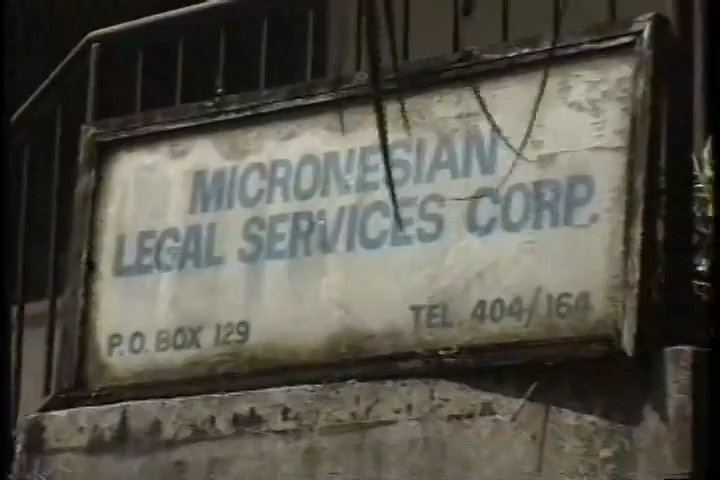 MICRONESIAN
LEGAL SERVICES CORP.
P.O. BOX 129
TEL. 404/164